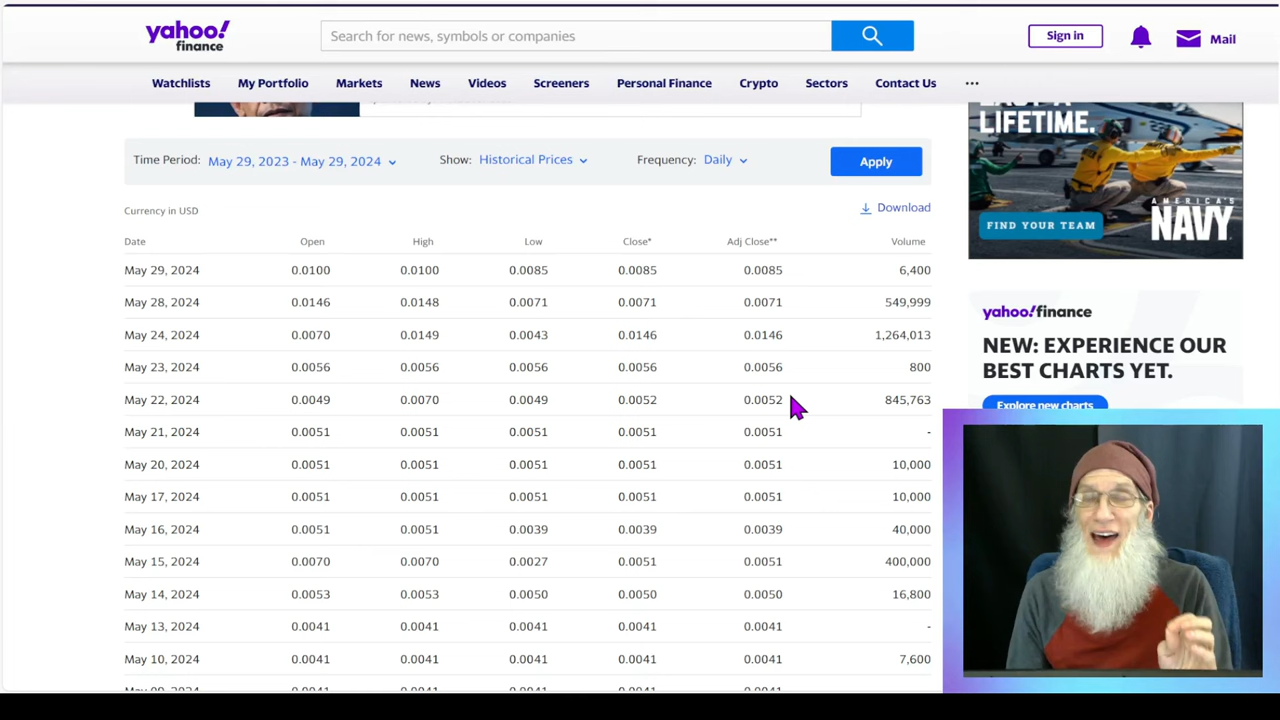 yahoo!
finance
Search for news, symbols or companies
Sign in
Mail
Watchlists My Portfolio Markets News Videos Screeners Personal Finance Crypto Sectors Contact Us ...
LIFETIME.
AMERICA'S
NAVY
FIND YOUR TEAM
Time Period: May 29, 2023 - May 29, 2024 Show: Historical Prices Frequency: Daily Apply
Currency in USD Download
Date Open High Low Close* Adj Close** Volume
May 29, 2024 0.0100 0.0100 0.0085 0.0085 0.0085 6,400
May 28, 2024 0.0146 0.0148 0.0071 0.0071 0.0071 549,999
May 24, 2024 0.0070 0.0149 0.0043 0.0146 0.0146 1,264,013
May 23, 2024 0.0056 0.0056 0.0056 0.0056 0.0056 800
May 22, 2024 0.0049 0.0070 0.0049 0.0052 0.0052 845,763
May 21, 2024 0.0051 0.0051 0.0051 0.0051 0.0051 -
May 20, 2024 0.0051 0.0051 0.0051 0.0051 0.0051 10,000
May 17, 2024 0.0051 0.0051 0.0051 0.0051 0.0051 10,000
May 16, 2024 0.0051 0.0051 0.0039 0.0039 0.0039 40,000
May 15, 2024 0.0070 0.0070 0.0027 0.0051 0.0051 400,000
May 14, 2024 0.0053 0.0053 0.0050 0.0050 0.0050 16,800
May 13, 2024 0.0041 0.0041 0.0041 0.0041 0.0041 -
May 10, 2024 0.0041 0.0041 0.0041 0.0041 0.0041 7,600
yahoo!finance
NEW: EXPERIENCE OUR
BEST CHARTS YET.
Explore new charts